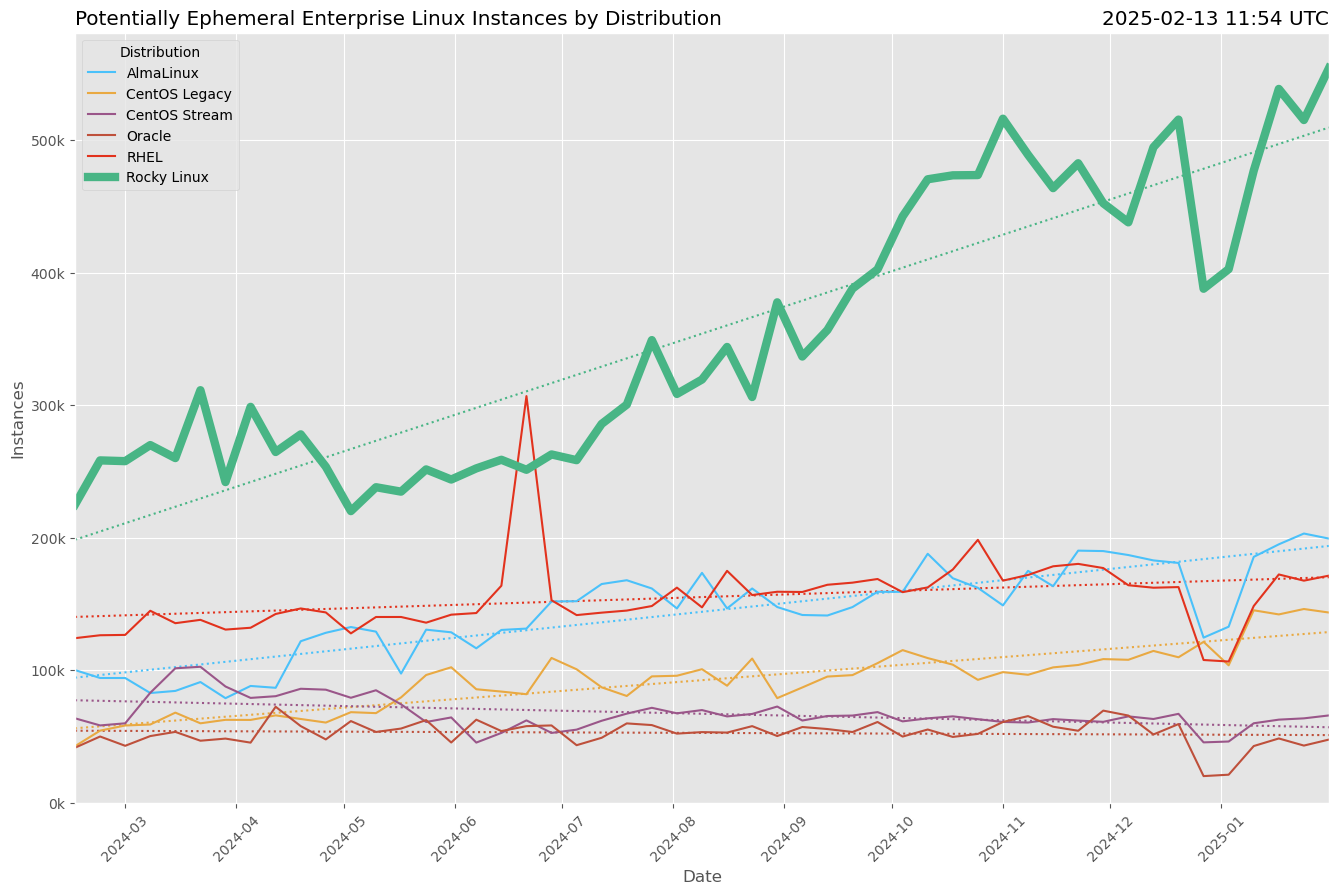 Potentially Ephemeral Enterprise Linux Instances by Distribution
2025-02-13 11:54 UTC
Distribution
AlmaLinux
CentOS Legacy
CentOS Stream
Oracle
RHEL
Rocky Linux
500k
400k
300k
200k
100k
0k
Instances
2024-03
2024-04
2024-05
2024-06
2024-07
2024-08
2024-09
2024-10
2024-11
2024-12
2025-01
Date